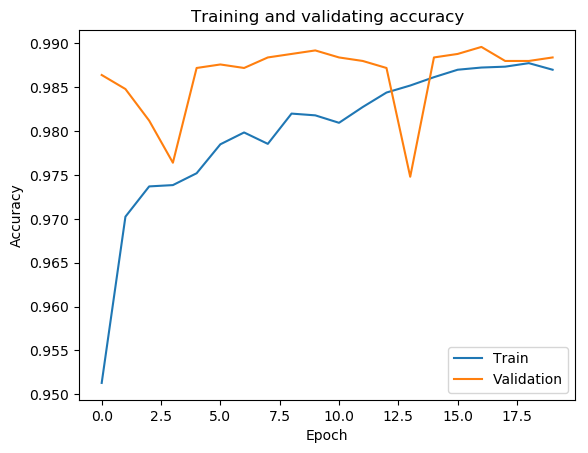 Training and validating accuracy
Accuracy
0.990
0.985
0.980
0.975
0.970
0.965
0.960
0.955
0.950
0.0 2.5 5.0 7.5 10.0 12.5 15.0 17.5
Epoch
Train
Validation